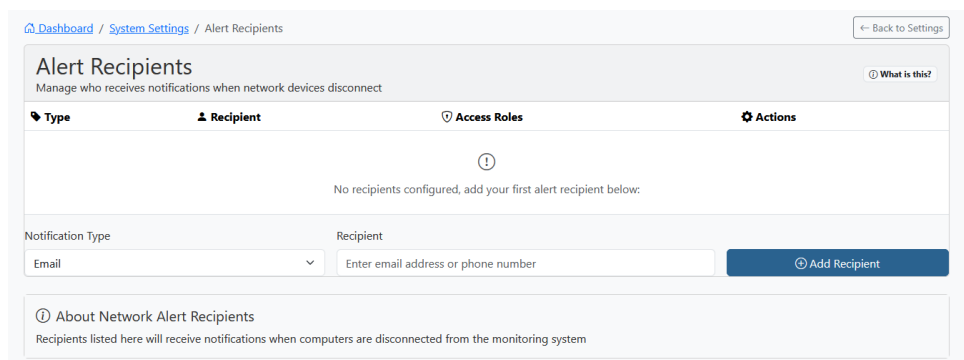 Dashboard / System Settings / Alert Recipients
← Back to Settings
Alert Recipients
Manage who receives notifications when network devices disconnect
What is this?
Type Recipient Access Roles Actions
No recipients configured, add your first alert recipient below:
Notification Type Recipient
Email Enter email address or phone number Add Recipient
About Network Alert Recipients
Recipients listed here will receive notifications when computers are disconnected from the monitoring system